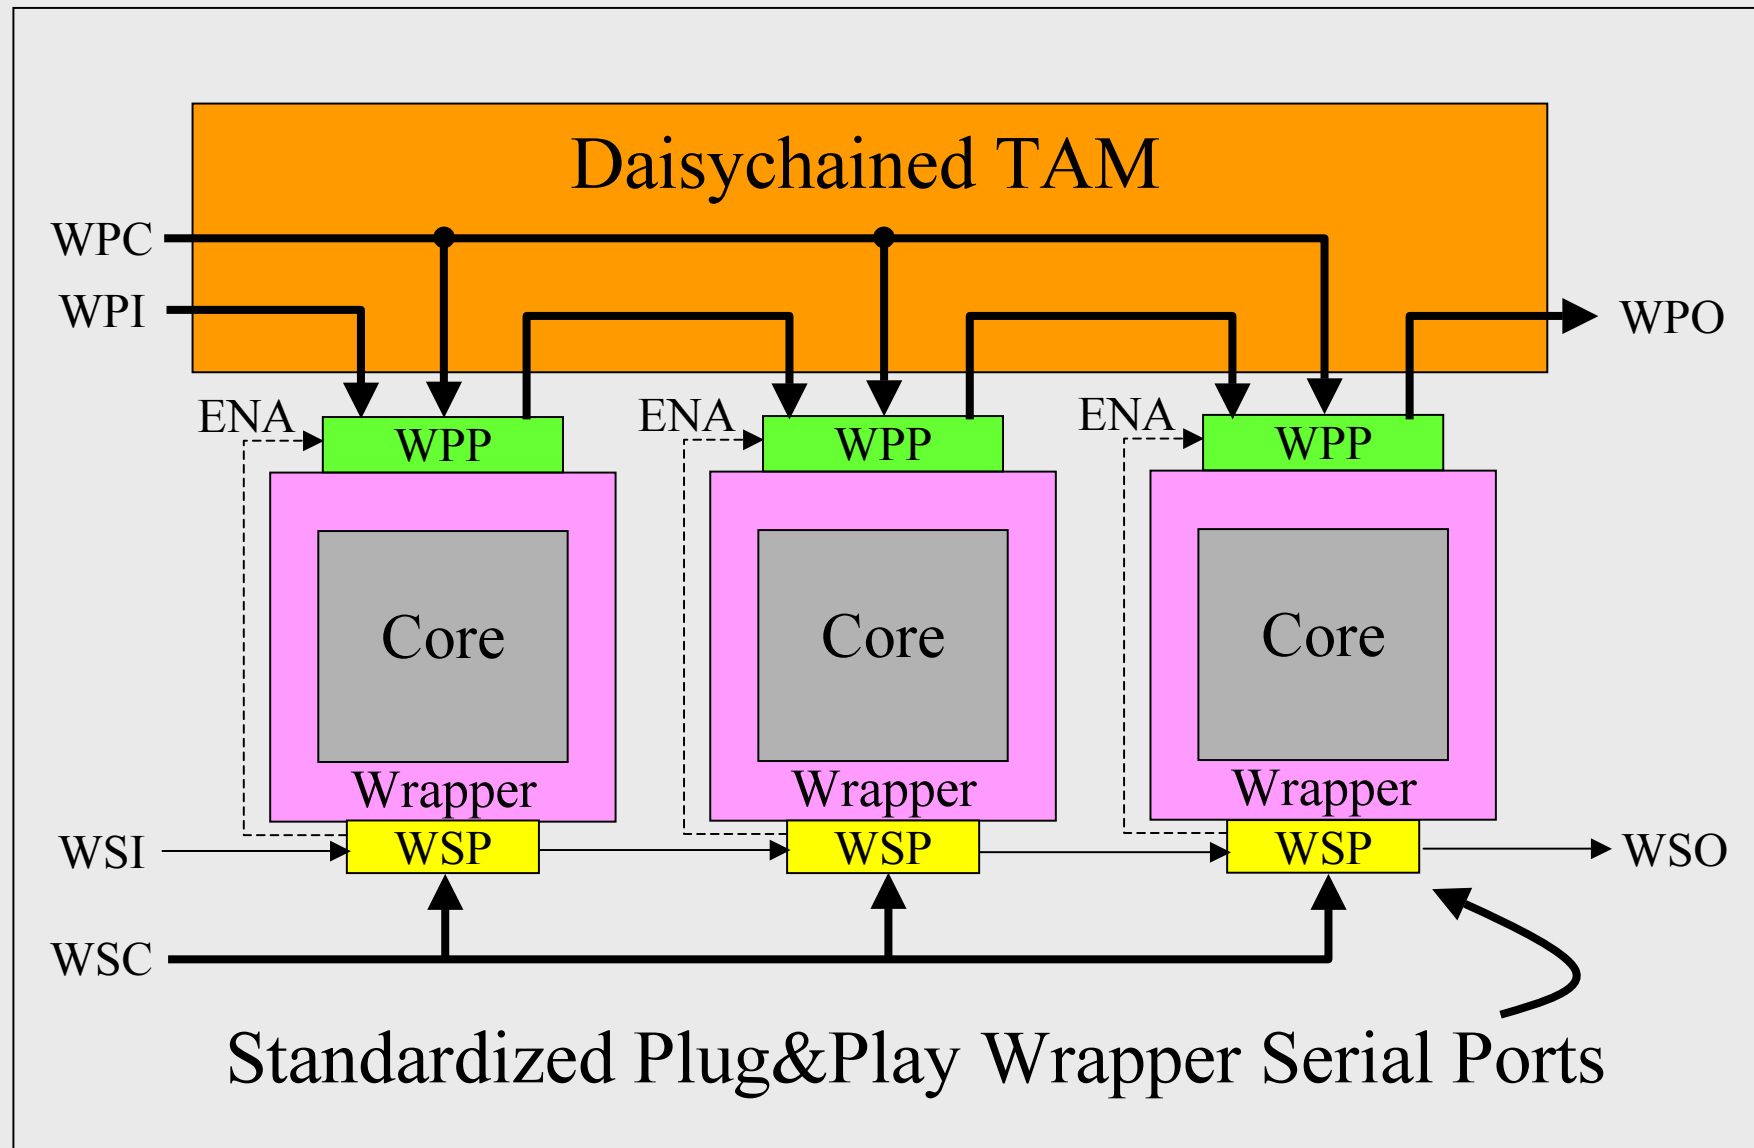 Daisychained TAM
WPC
WPI
WPO
ENA
ENA
ENA
WPP
WPP
WPP
Core
Core
Core
Wrapper
Wrapper
Wrapper
WSI
WSP
WSP
WSP
WSO
WSC
Standardized Plug&Play Wrapper Serial Ports